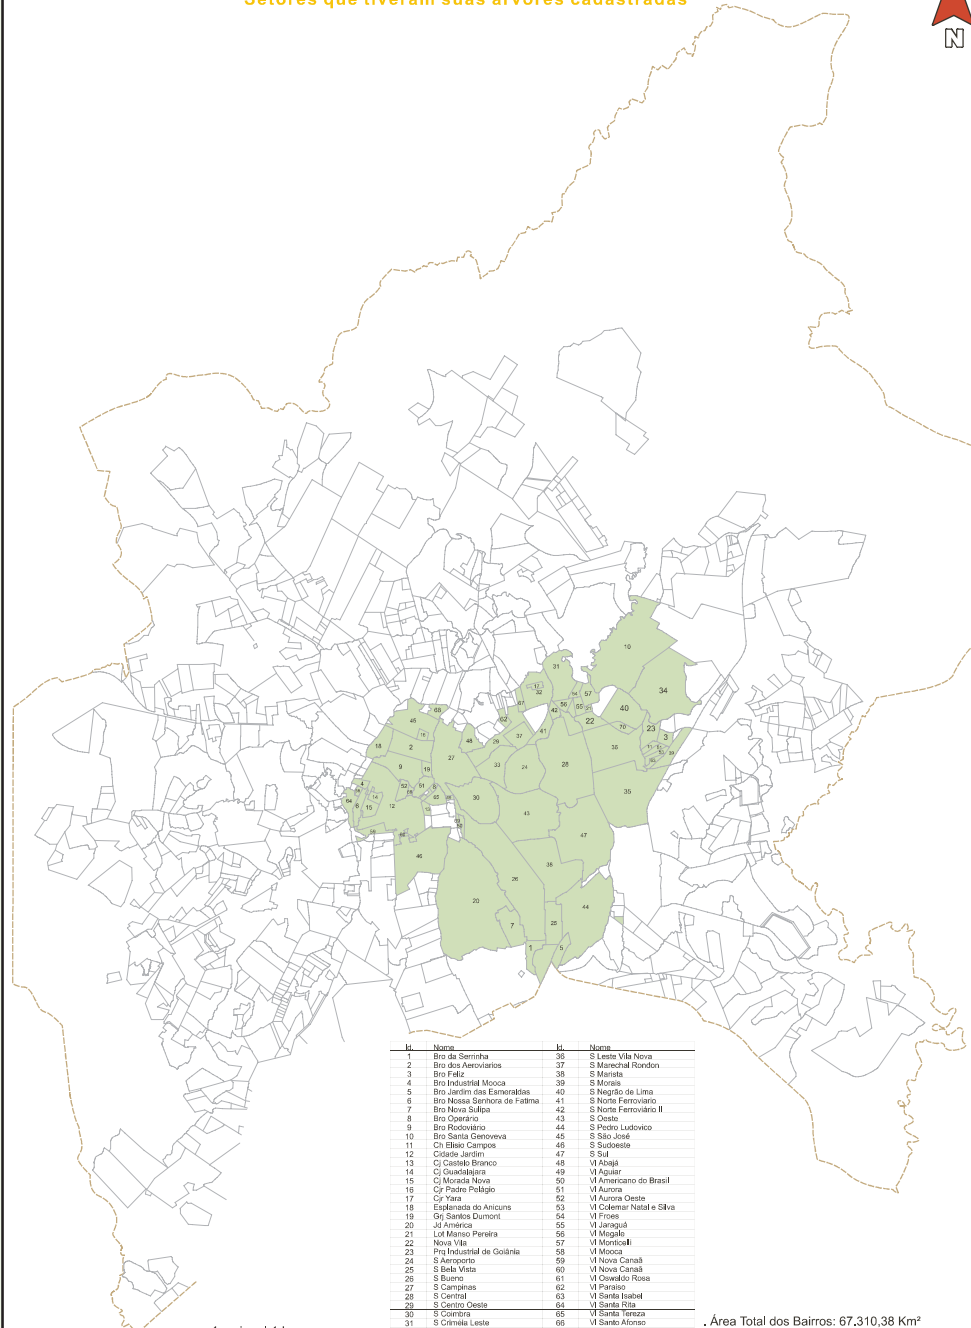 Setores que tiveram suas árvores cadastradas
N
Id. Nome Id. Nome
1 Bro da Serrinha 36 S Leste Vila Nova
2 Bro dos Aeroviarios 37 S Marechal Rondon
3 Bro Feliz 38 S Marista
4 Bro Industrial Mooca 39 S Morais
5 Bro Jardim das Esmeraldas 40 S Negrão de Lima
6 Bro Nossa Senhora de Fatima 41 S Norte Ferroviario
7 Bro Nova Suiça 42 S Norte Ferroviário II
8 Bro Operário 43 S Oeste
9 Bro Rodoviário 44 S Pedro Ludovico
10 Bro Santa Genoveva 45 S São José
11 Ch Elisio Campos 46 S Sudoeste
12 Cidade Jardim 47 S Sul
13 Cj Castelo Branco 48 Vl Abajá
14 Cj Guadalajara 49 Vl Aguiar
15 Cj Morada Nova 50 Vl Americano do Brasil
16 Cjr Padre Pelágio 51 Vl Aurora
17 Cjr Yara 52 Vl Aurora Oeste
18 Esplanada do Anicuns 53 Vl Colemar Natal e Silva
19 Grj Santos Dumont 54 Vl Froes
20 Jd América 55 Vl Jaraguá
21 Lot Manso Pereira 56 Vl Megale
22 Nova Vila 57 Vl Monticelli
23 Prq Industrial de Goiânia 58 Vl Mooca
24 S Aeroporto 59 Vl Nova Canaã
25 S Bela Vista 60 Vl Nova Canaã
26 S Bueno 61 Vl Oswaldo Rosa
27 S Campinas 62 Vl Paraiso
28 S Central 63 Vl Santa Isabel
29 S Centro Oeste 64 Vl Santa Rita
30 S Coimbra 65 Vl Santa Tereza
31 S Criméia Leste 66 Vl Santo Afonso
. Área Total dos Bairros: 67.310,38 Km²